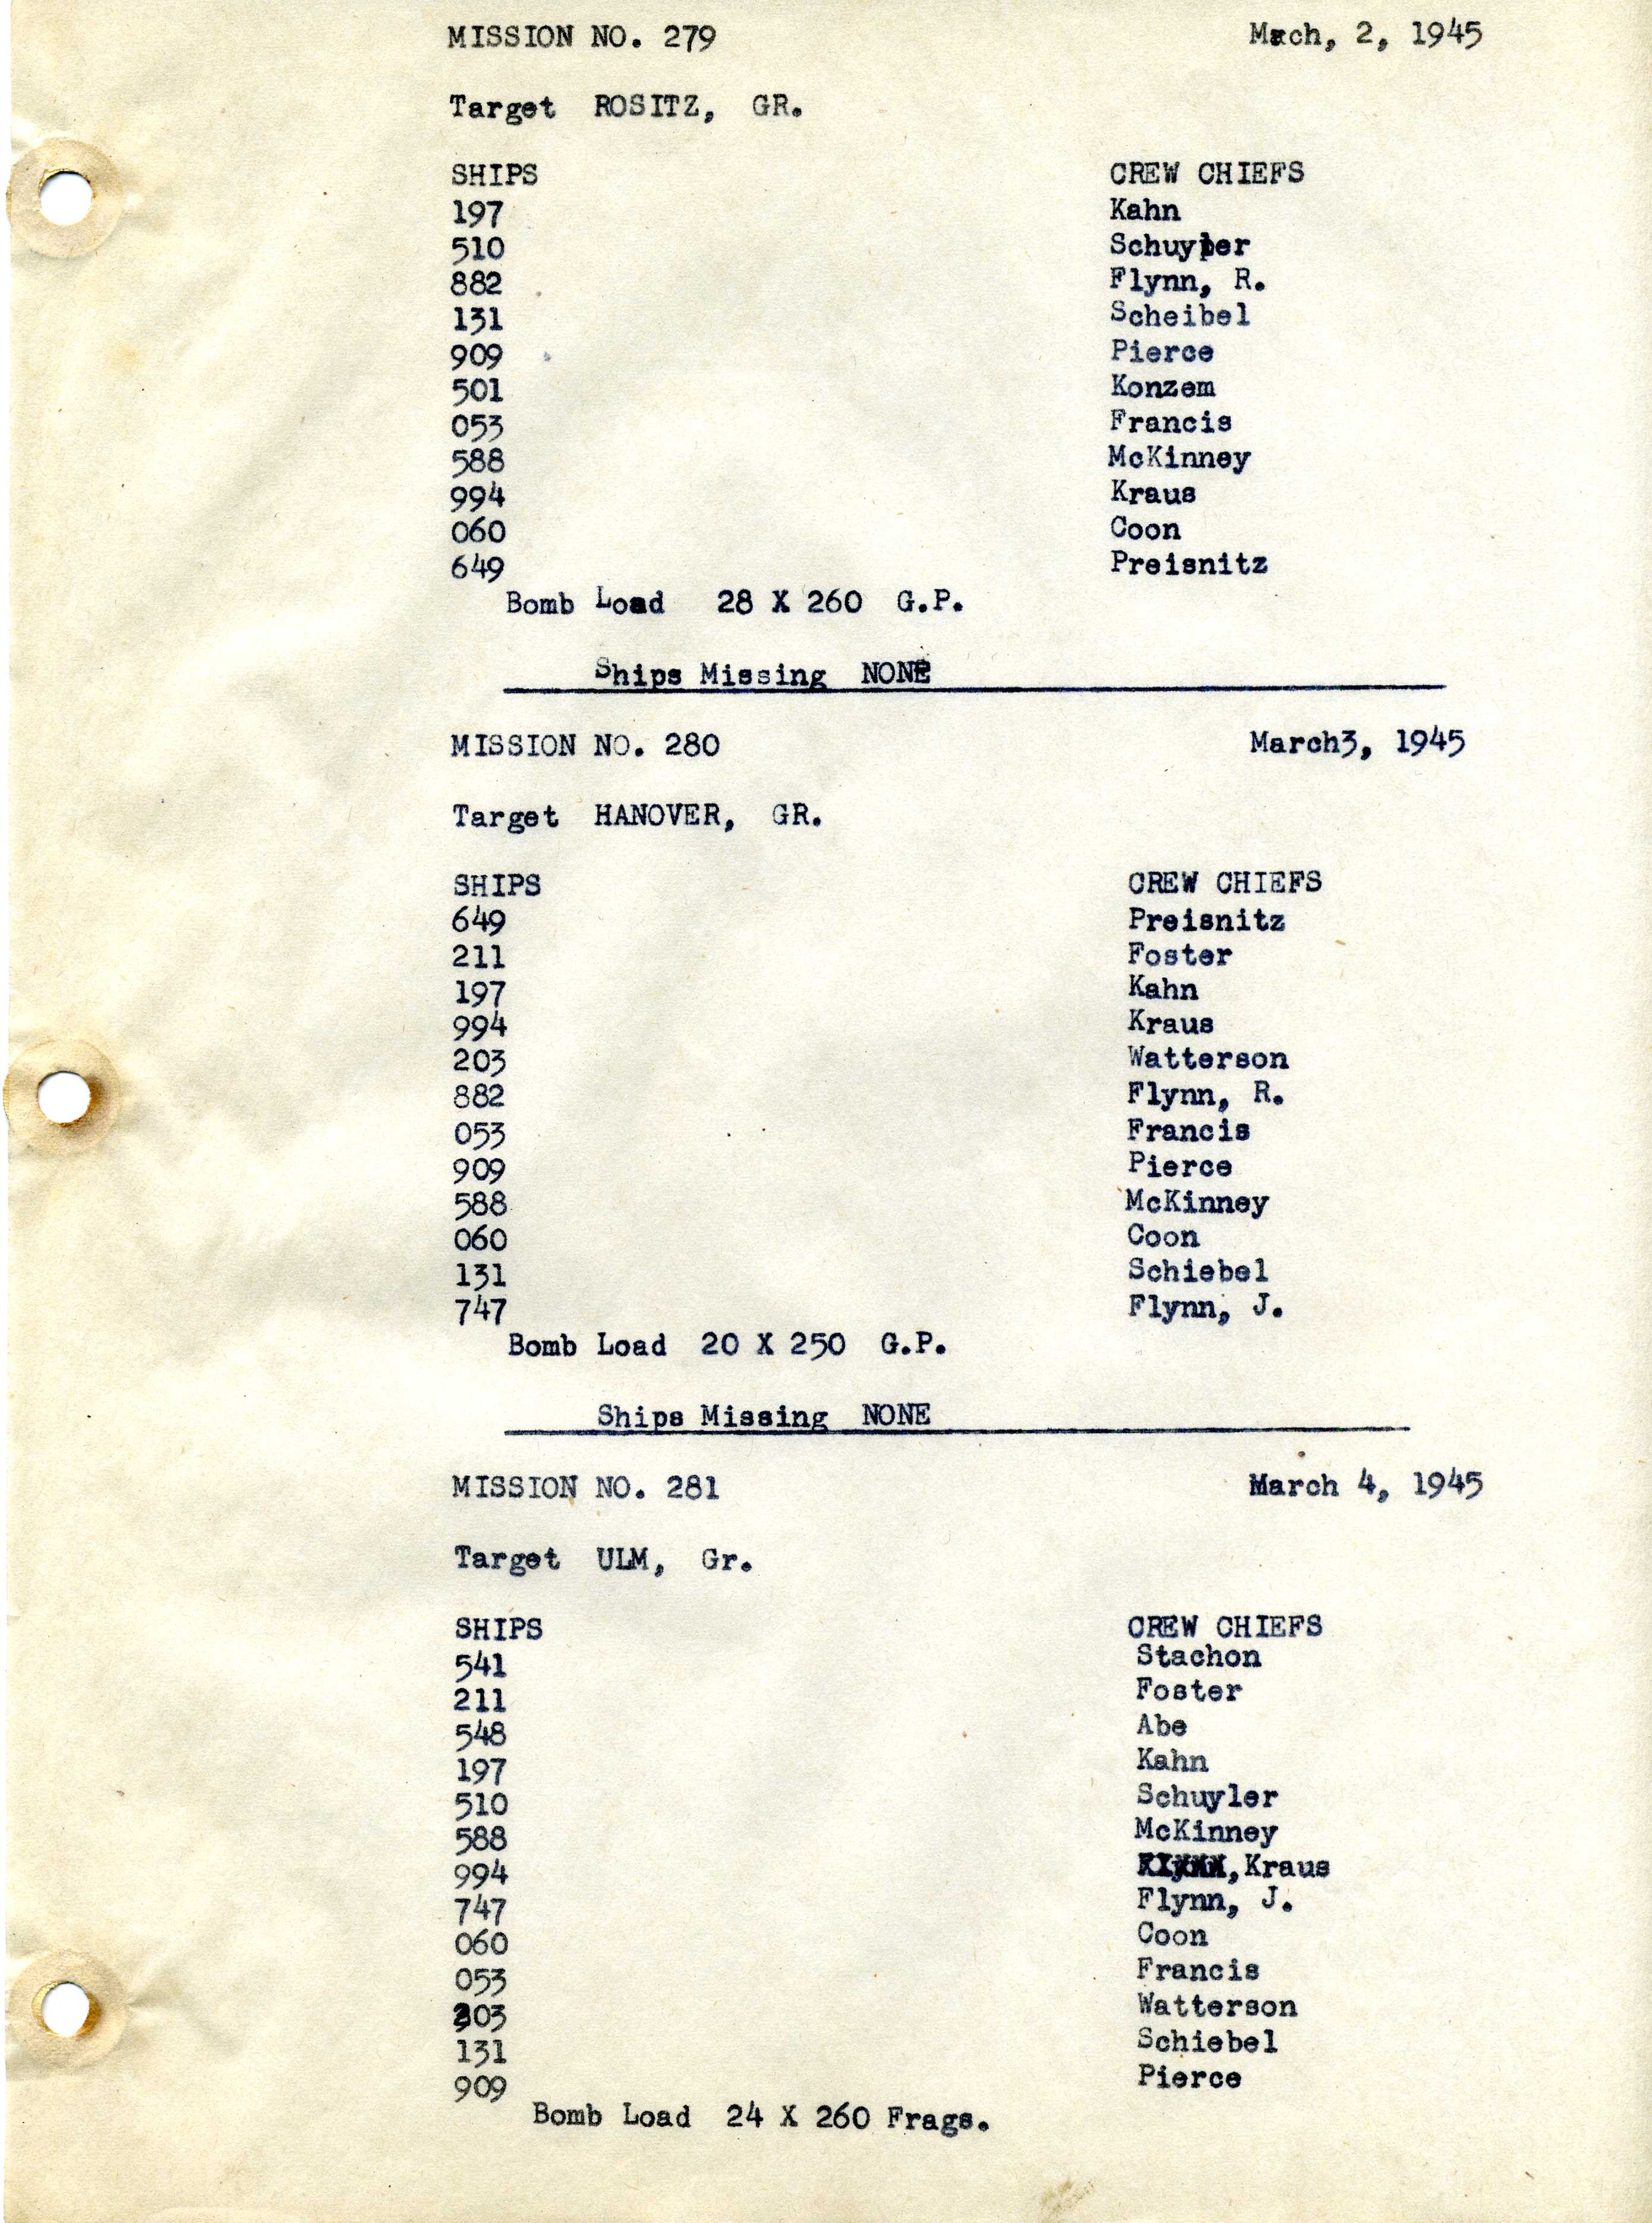 MISSION NO. 279 Mach, 2, 1945
Target ROSITZ, GR.
SHIPS CREW CHIEFS
197 Kahn
510 Schuyler
882 Flynn, R.
131 Scheibel
909 Pierce
501 Konzem
053 Francis
588 McKinney
994 Kraus
060 Coon
649 Preisnitz
Bomb Load 28 X 260 G.P.
Ships Missing NONE
MISSION NO. 280 March3, 1945
Target HANOVER, GR.
SHIPS CREW CHIEFS
649 Preisnitz
211 Foster
197 Kahn
994 Kraus
203 Watterson
882 Flynn, R.
053 Francis
909 Pierce
588 McKinney
060 Coon
131 Schiebel
747 Flynn, J.
Bomb Load 20 X 250 G.P.
Ships Missing NONE
MISSION NO. 281 March 4, 1945
Target ULM, Gr.
SHIPS CREW CHIEFS
541 Stachon
211 Foster
548 Abe
197 Kahn
510 Schuyler
588 McKinney
994 Kraus
747 Flynn, J.
060 Coon
053 Francis
203 Watterson
131 Schiebel
909 Pierce
Bomb Load 24 X 260 Frags.